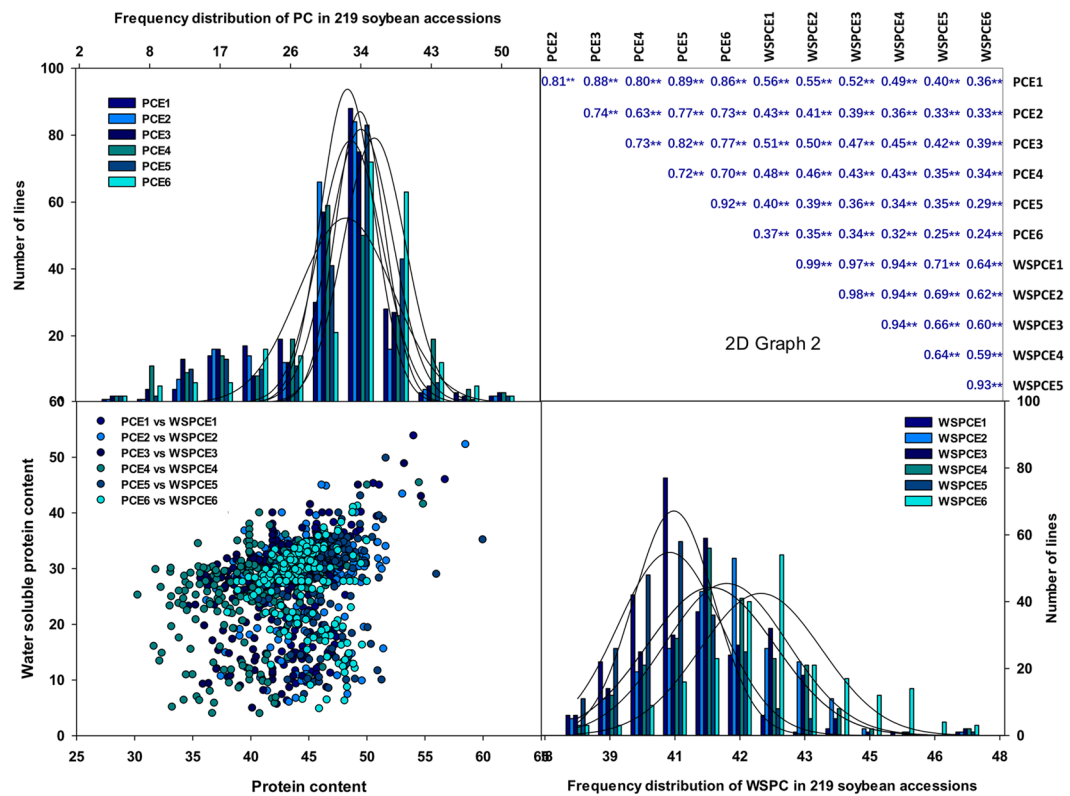 Frequency distribution of PC in 219 soybean accessions
2 8 17 26 34 43 50
Number of lines
100
80
60
40
20
PCE1
PCE2
PCE3
PCE4
PCE5
PCE6
PCE2 PCE3 PCE4 PCE5 PCE6 WSPCE1 WSPCE2 WSPCE3 WSPCE4 WSPCE5 WSPCE6
0.81** 0.88** 0.80** 0.89** 0.86** 0.56** 0.55** 0.52** 0.49** 0.40** 0.36** PCE1
0.74** 0.63** 0.77** 0.73** 0.43** 0.41** 0.39** 0.36** 0.33** 0.33** PCE2
0.73** 0.82** 0.77** 0.51** 0.50** 0.47** 0.45** 0.42** 0.39** PCE3
0.72** 0.70** 0.48** 0.46** 0.43** 0.43** 0.35** 0.34** PCE4
0.92** 0.40** 0.39** 0.36** 0.34** 0.35** 0.29** PCE5
0.37** 0.35** 0.34** 0.32** 0.25** 0.24** PCE6
0.99** 0.97** 0.94** 0.71** 0.64** WSPCE1
0.98** 0.94** 0.69** 0.62** WSPCE2
0.94** 0.66** 0.60** WSPCE3
0.64** 0.59** WSPCE4
0.93** WSPCE5
2D Graph 2
Water soluble protein content
50
40
30
20
10
0
PCE1 vs WSPCE1
PCE2 vs WSPCE2
PCE3 vs WSPCE3
PCE4 vs WSPCE4
PCE5 vs WSPCE5
PCE6 vs WSPCE6
25 30 35 40 45 50 55 60
Protein content
WSPCE1
WSPCE2
WSPCE3
WSPCE4
WSPCE5
WSPCE6
100
80
60
40
20
0
Number of lines
39 41 42 43 45 46 48
Frequency distribution of WSPC in 219 soybean accessions